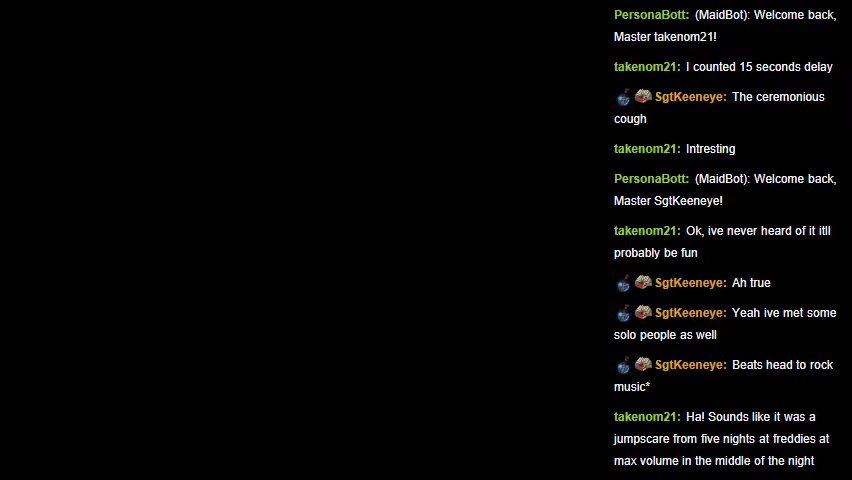 PersonaBott: (MaidBot): Welcome back,
Master takenom21!
takenom21: I counted 15 seconds delay
SgtKeeneye: The ceremonious
cough
takenom21: Intresting
PersonaBott: (MaidBot): Welcome back,
Master SgtKeeneye!
takenom21: Ok, ive never heard of it itll
probably be fun
SgtKeeneye: Ah true
SgtKeeneye: Yeah ive met some
solo people as well
SgtKeeneye: Beats head to rock
music*
takenom21: Ha! Sounds like it was a
jumpscare from five nights at freddies at
max volume in the middle of the night